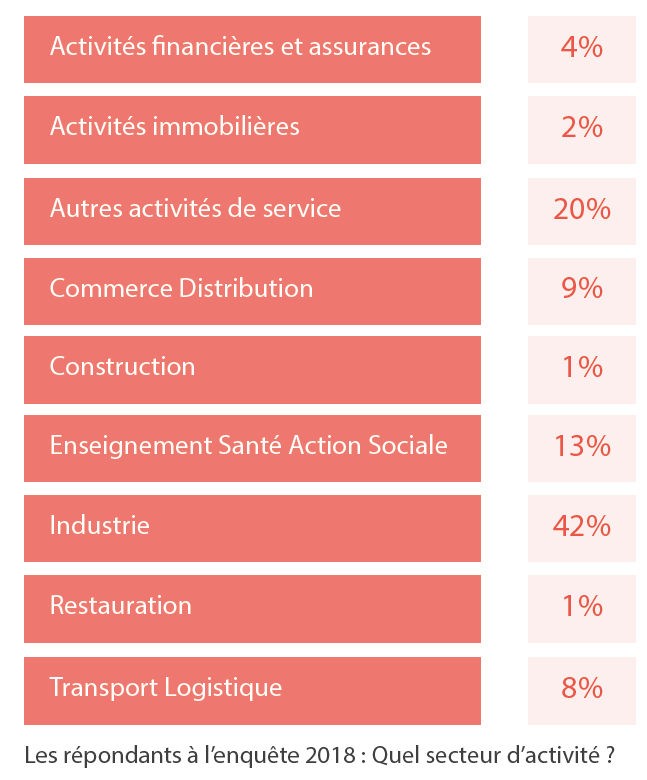 Activités financières et assurances 4%
Activités immobilières 2%
Autres activités de service 20%
Commerce Distribution 9%
Construction 1%
Enseignement Santé Action Sociale 13%
Industrie 42%
Restauration 1%
Transport Logistique 8%
Les répondants à l’enquête 2018 : Quel secteur d’activité ?